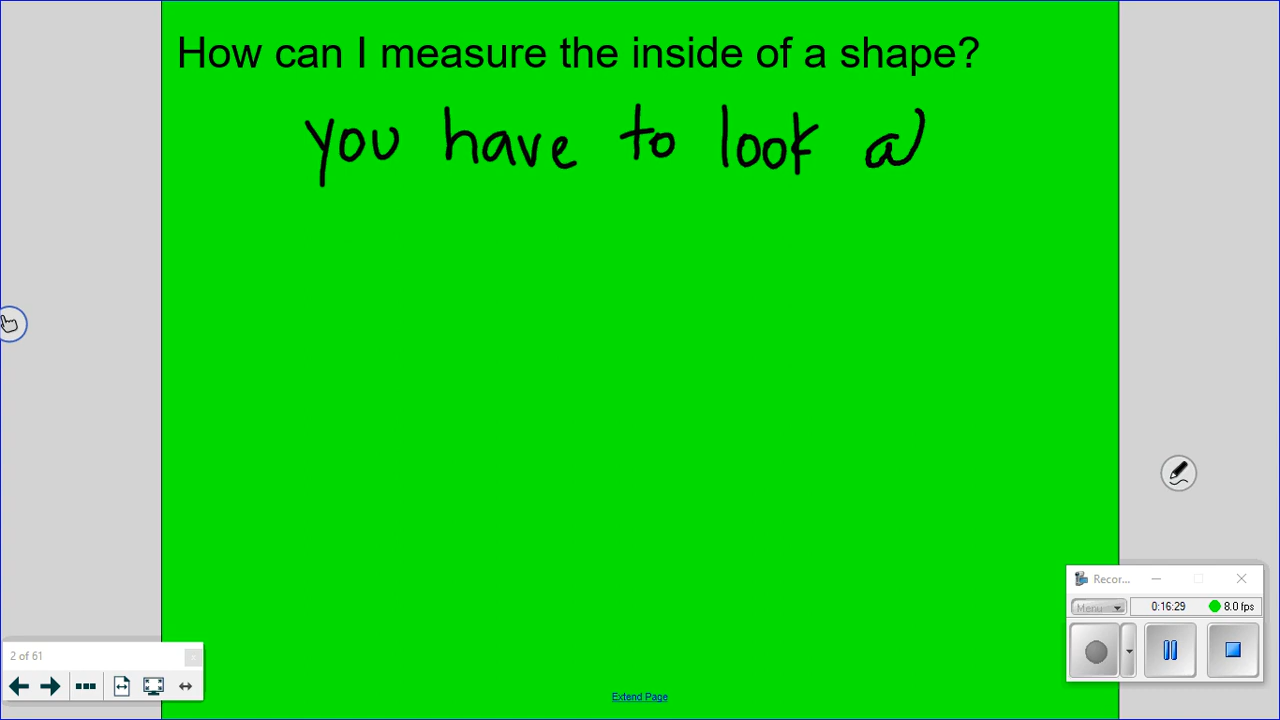 How can I measure the inside of a shape?
you have to look a
Recor...
Menu
0:16:29
8.0 fps
2 of 61
Extend Page